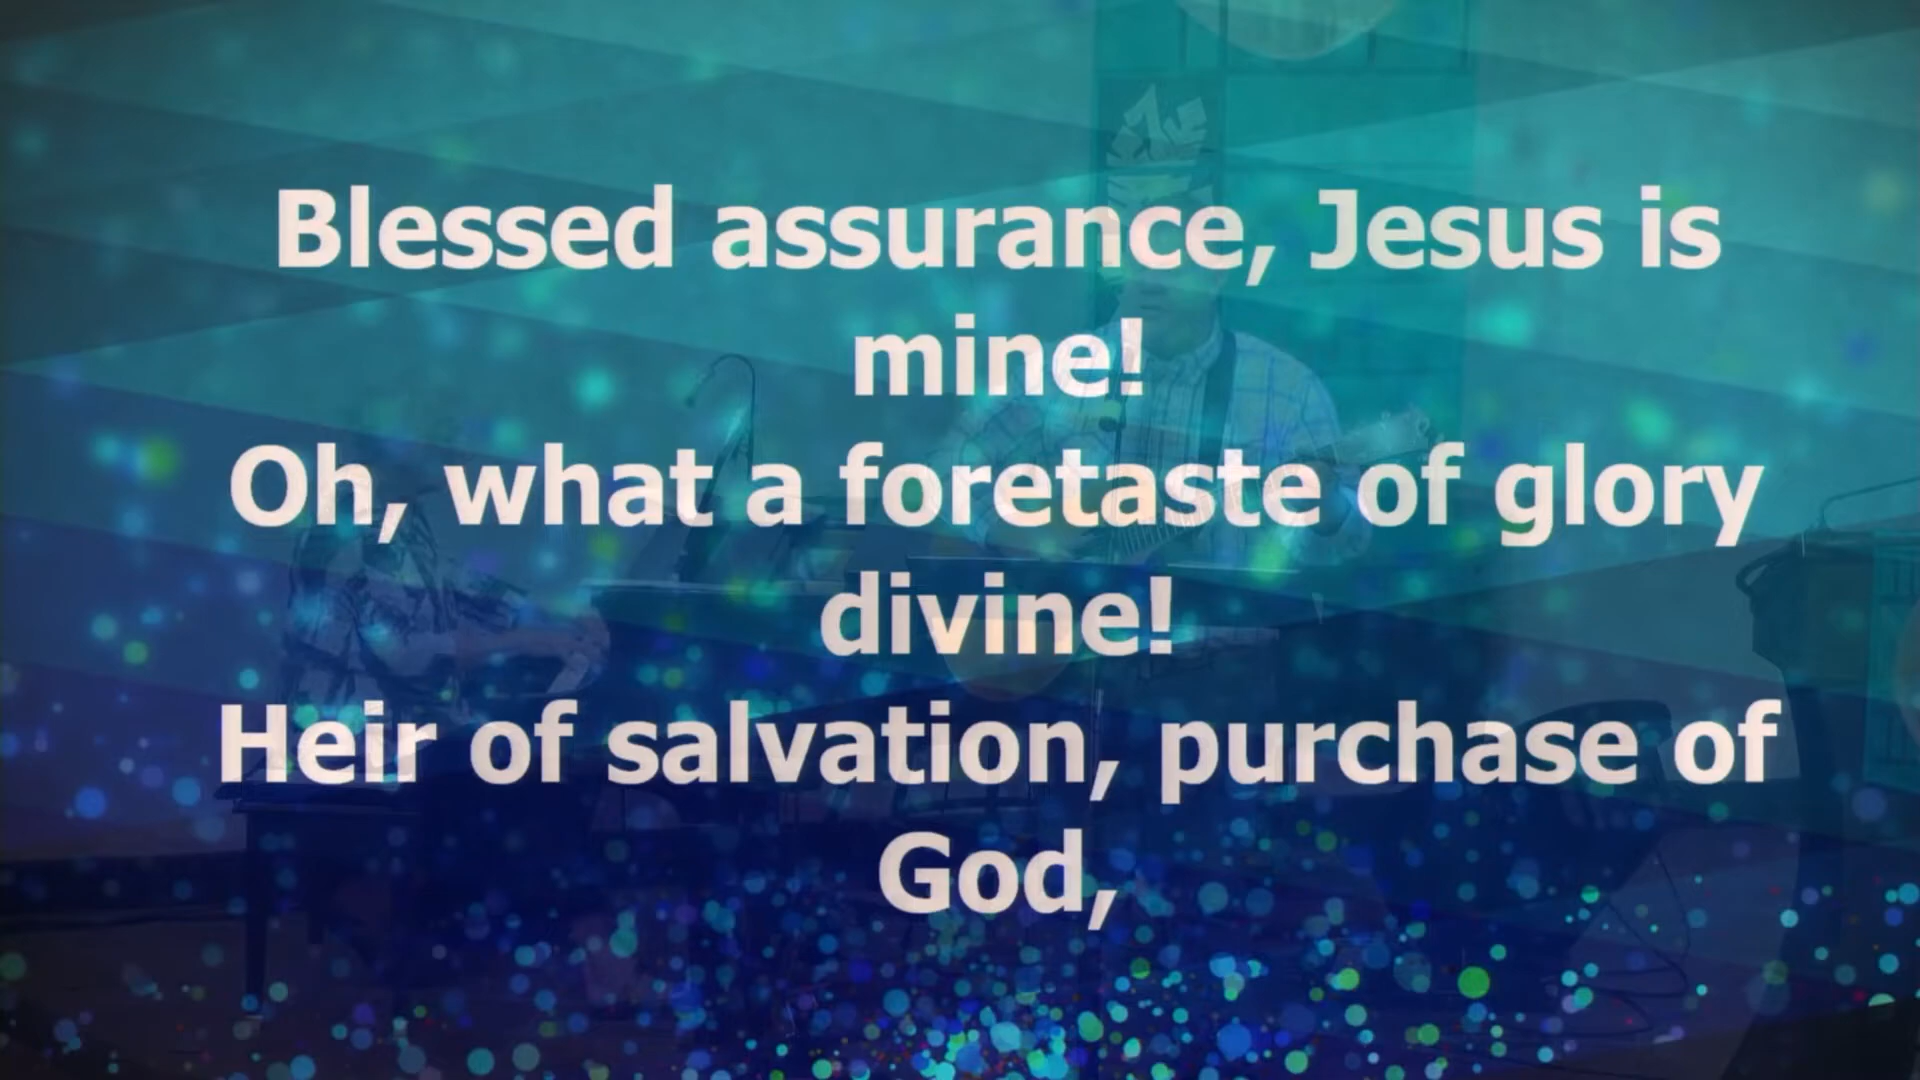 Blessed assurance, Jesus is
mine!
Oh, what a foretaste of glory
divine!
Heir of salvation, purchase of
God,